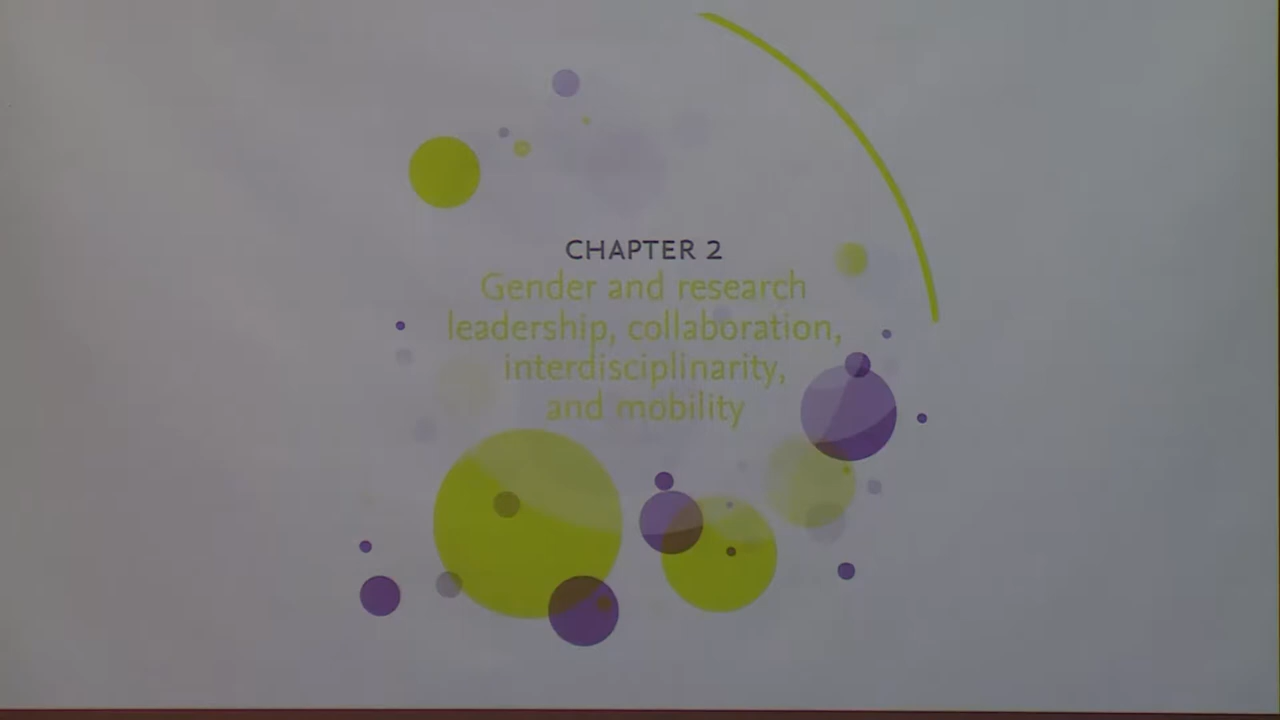 CHAPTER 2
Gender and research
leadership, collaboration,
interdisciplinarity,
and mobility